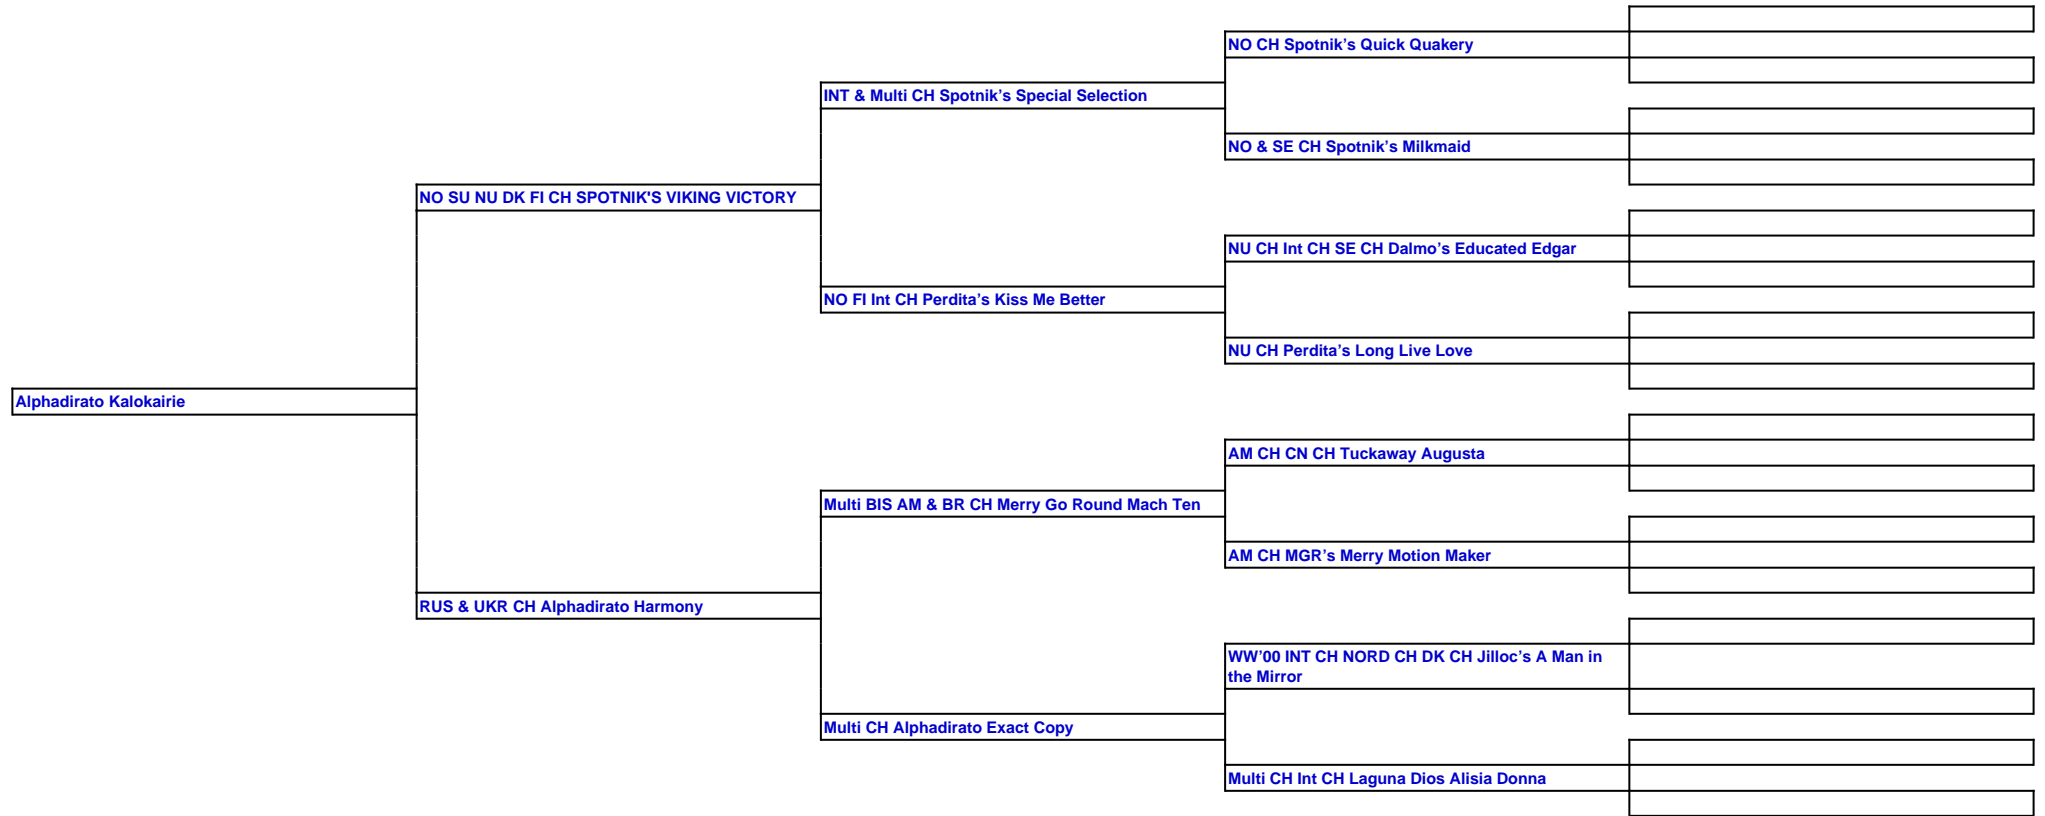 NO CH Spotnik’s Quick Quakery
INT & Multi CH Spotnik’s Special Selection
NO & SE CH Spotnik’s Milkmaid
NO SU NU DK FI CH SPOTNIK'S VIKING VICTORY
NU CH Int CH SE CH Dalmo’s Educated Edgar
NO FI Int CH Perdita’s Kiss Me Better
NU CH Perdita’s Long Live Love
Alphadirato Kalokairie
AM CH CN CH Tuckaway Augusta
Multi BIS AM & BR CH Merry Go Round Mach Ten
AM CH MGR’s Merry Motion Maker
RUS & UKR CH Alphadirato Harmony
WW’00 INT CH NORD CH DK CH Jilloc’s A Man in
the Mirror
Multi CH Alphadirato Exact Copy
Multi CH Int CH Laguna Dios Alisia Donna